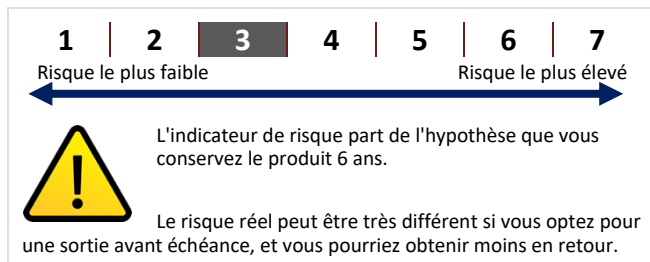 1 2 3 4 5 6 7
Risque le plus faible Risque le plus élevé
L'indicateur de risque part de l'hypothèse que vous
conservez le produit 6 ans.
Le risque réel peut être très différent si vous optez pour
une sortie avant échéance, et vous pourriez obtenir moins en retour.